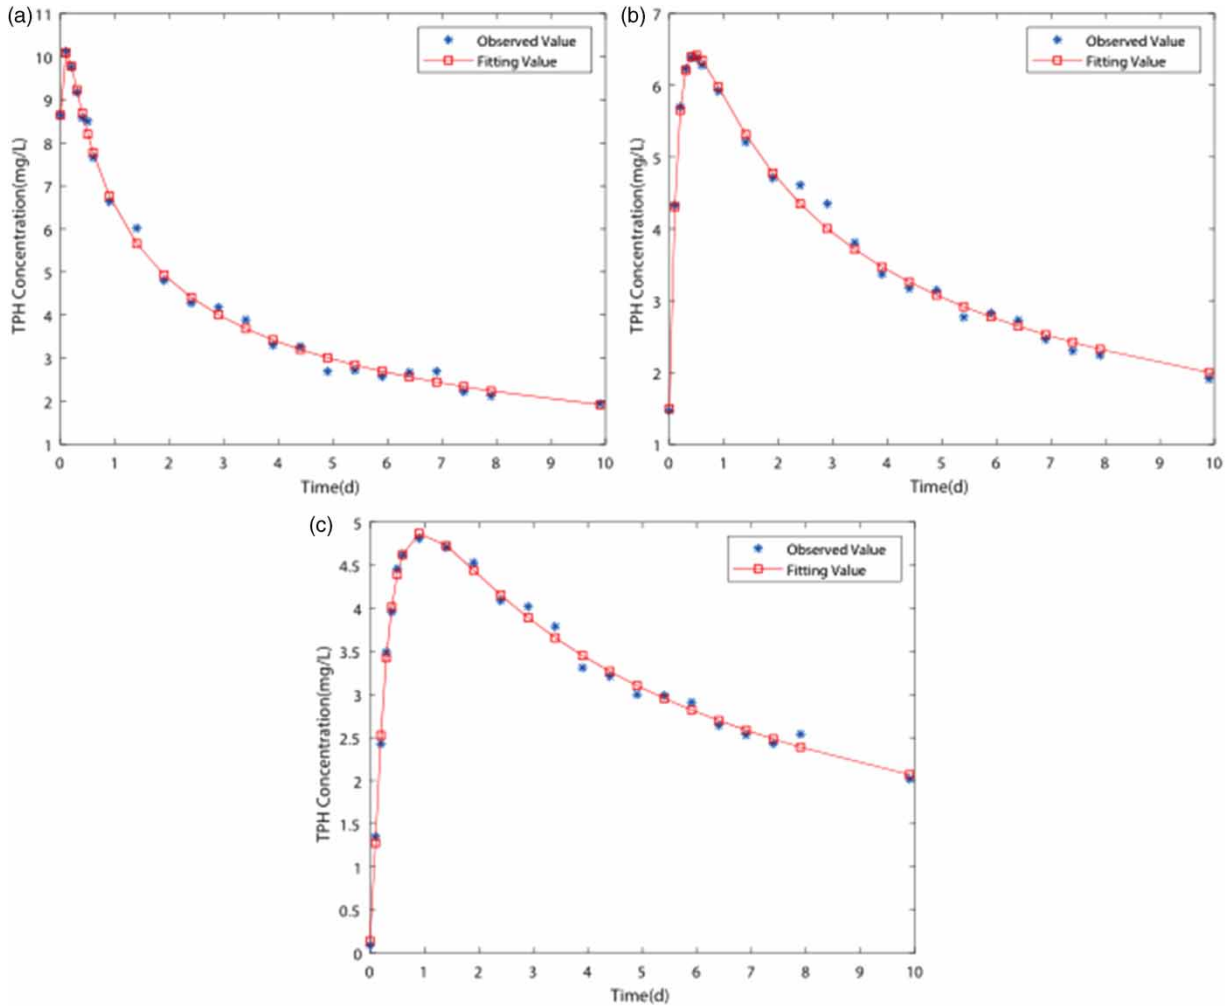 (a)
Observed Value
Fitting Value
TPH Concentration(mg/L)
11
10
9
8
7
6
5
4
3
2
1
0 1 2 3 4 5 6 7 8 9 10
Time(d)
(b)
Observed Value
Fitting Value
TPH Concentration(mg/L)
7
6
5
4
3
2
1
0 1 2 3 4 5 6 7 8 9 10
Time(d)
(c)
Observed Value
Fitting Value
TPH Concentration(mg/L)
5
4.5
4
3.5
3
2.5
2
1.5
1
0.5
0
0 1 2 3 4 5 6 7 8 9 10
Time(d)